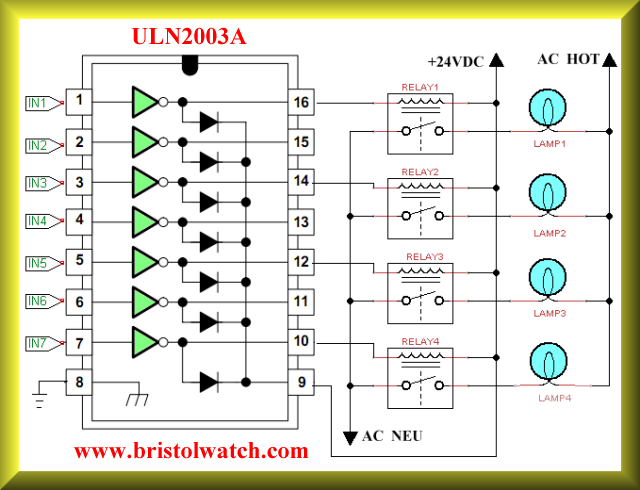 ULN2003A
+24VDC
AC HOT
RELAY1
IN1
1
16
LAMP1
IN2
2
15
RELAY2
IN3
3
14
IN4
4
13
LAMP2
RELAY3
IN5
5
12
IN6
6
11
LAMP3
IN7
7
10
RELAY4
8
9
LAMP4
AC NEU
www.bristolwatch.com